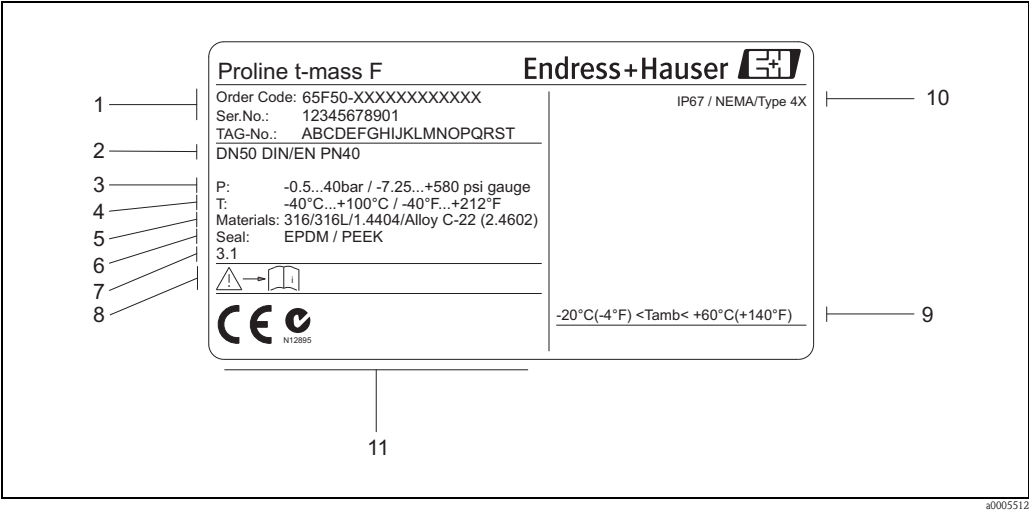 Proline t-mass F
Endress+Hauser
1
Order Code: 65F50-XXXXXXXXXXXX
Ser.No.: 12345678901
TAG-No.: ABCDEFGHIJKLMNOPQRST
IP67 / NEMA/Type 4X
10
2
DN50 DIN/EN PN40
3
P: -0.5...40bar / -7.25...+580 psi gauge
4
T: -40°C...+100°C / -40°F...+212°F
5
Materials: 316/316L/1.4404/Alloy C-22 (2.4602)
6
Seal: EPDM / PEEK
7
3.1
8
i
-20°C(-4°F) <Tamb< +60°C(+140°F)
9
CE
N12895
11
a0005512